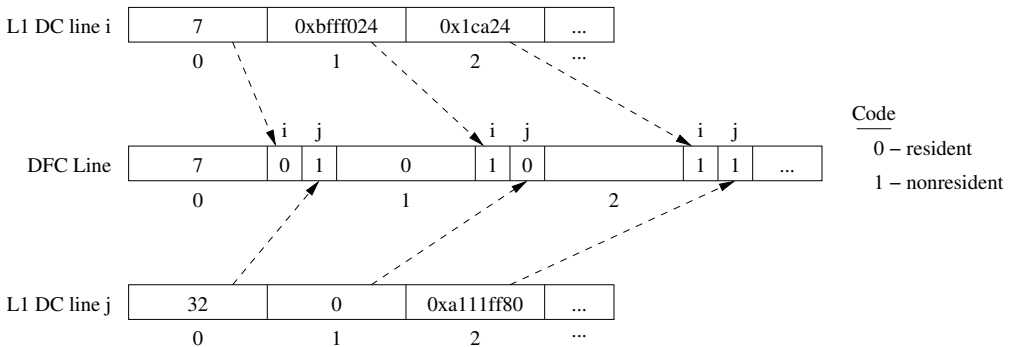 L1 DC line i 7 0xbfff024 0x1ca24 ...
0 1 2 ...
i j i j i j
DFC Line 7 0 1 0 1 0 1 1 ...
0 1 2
Code
0 – resident
1 – nonresident
L1 DC line j 32 0 0xa111ff80 ...
0 1 2 ...